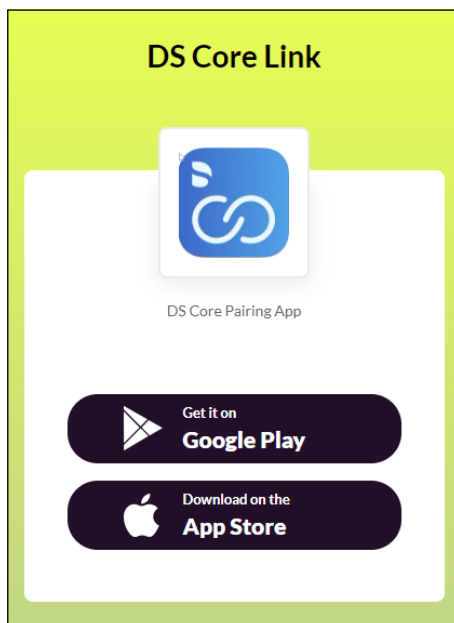 DS Core Link
DS Core Pairing App
Get it on
Google Play
Download on the
App Store